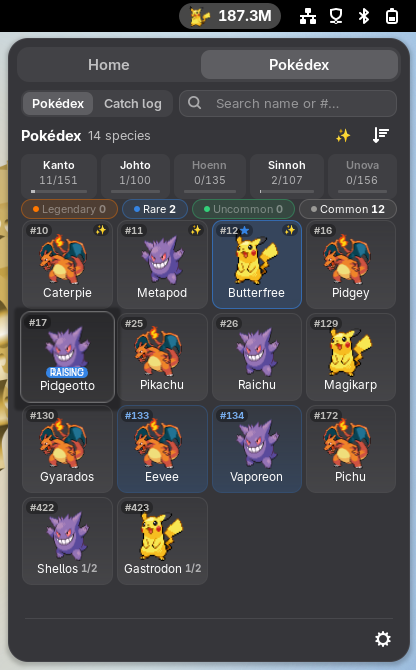 187.3M
Home Pokédex
Pokédex Catch log Search name or #...
Pokédex 14 species
Kanto Johto Hoenn Sinnoh Unova
11/151 1/100 0/135 2/107 0/156
Legendary 0 Rare 2 Uncommon 0 Common 12
#10 #11 #12 #16
Caterpie Metapod Butterfree Pidgey
#17 #25 #26 #129
RAISING
Pidgeotto Pikachu Raichu Magikarp
#130 #133 #134 #172
Gyarados Eevee Vaporeon Pichu
#422 #423
Shellos 1/2 Gastrodon 1/2